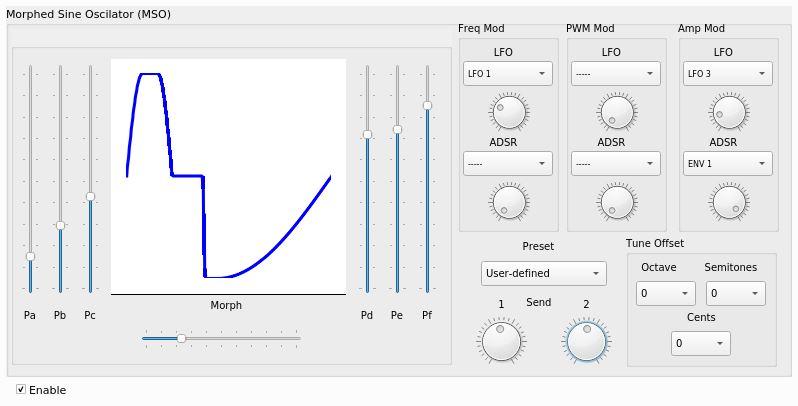 Morphed Sine Oscilator (MSO)
Freq Mod
PWM Mod
Amp Mod
LFO
LFO
LFO
LFO 1
-----
LFO 3
ADSR
ADSR
ADSR
-----
-----
ENV 1
Pa
Pb
Pc
Morph
Pd
Pe
Pf
Preset
User-defined
1
Send
2
Tune Offset
Octave
Semitones
0
0
Cents
0
Enable